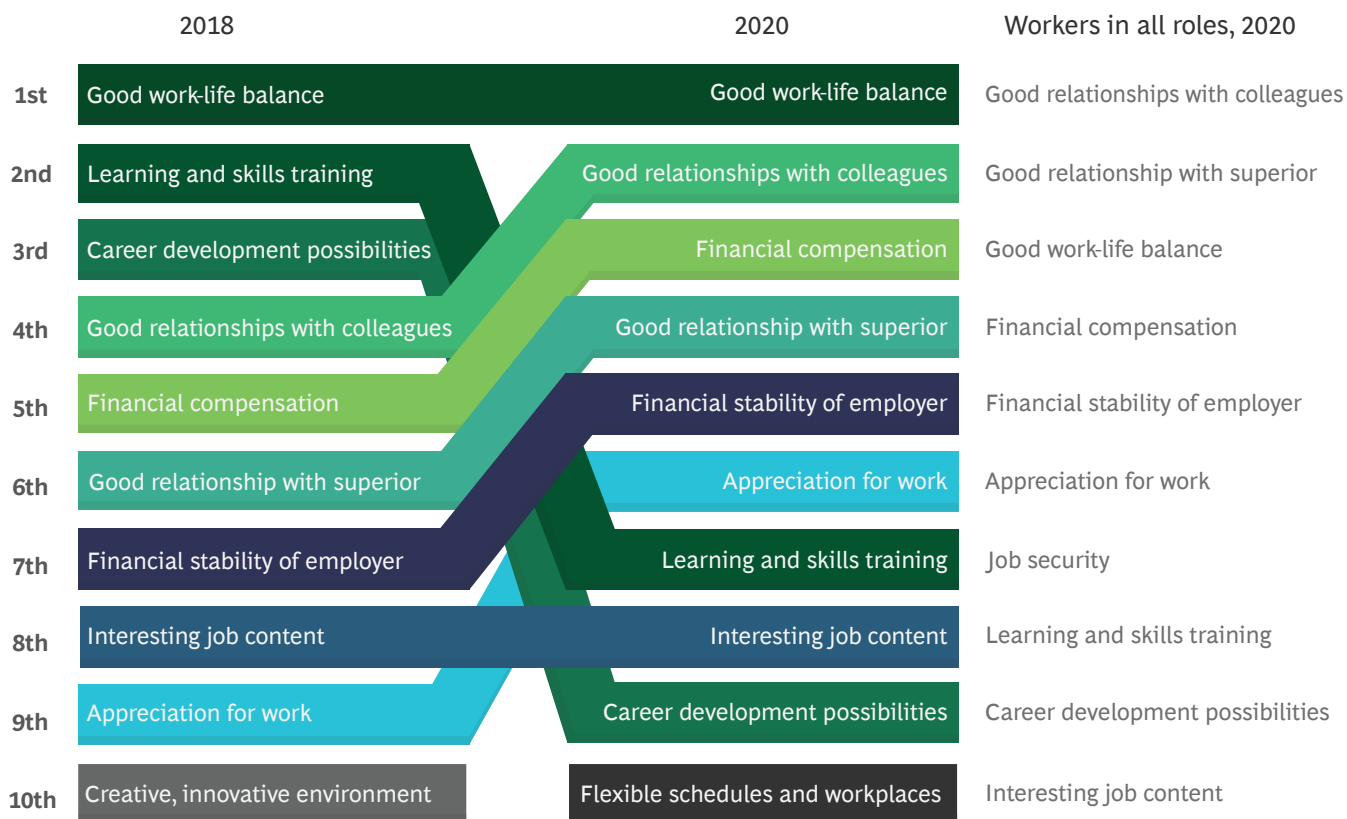 2018 2020 Workers in all roles, 2020
1st Good work-life balance Good work-life balance Good relationships with colleagues
2nd Learning and skills training Good relationships with colleagues Good relationship with superior
3rd Career development possibilities Financial compensation Good work-life balance
4th Good relationships with colleagues Good relationship with superior Financial compensation
5th Financial compensation Financial stability of employer Financial stability of employer
6th Good relationship with superior Appreciation for work Appreciation for work
7th Financial stability of employer Learning and skills training Job security
8th Interesting job content Interesting job content Learning and skills training
9th Appreciation for work Career development possibilities Career development possibilities
10th Creative, innovative environment Flexible schedules and workplaces Interesting job content